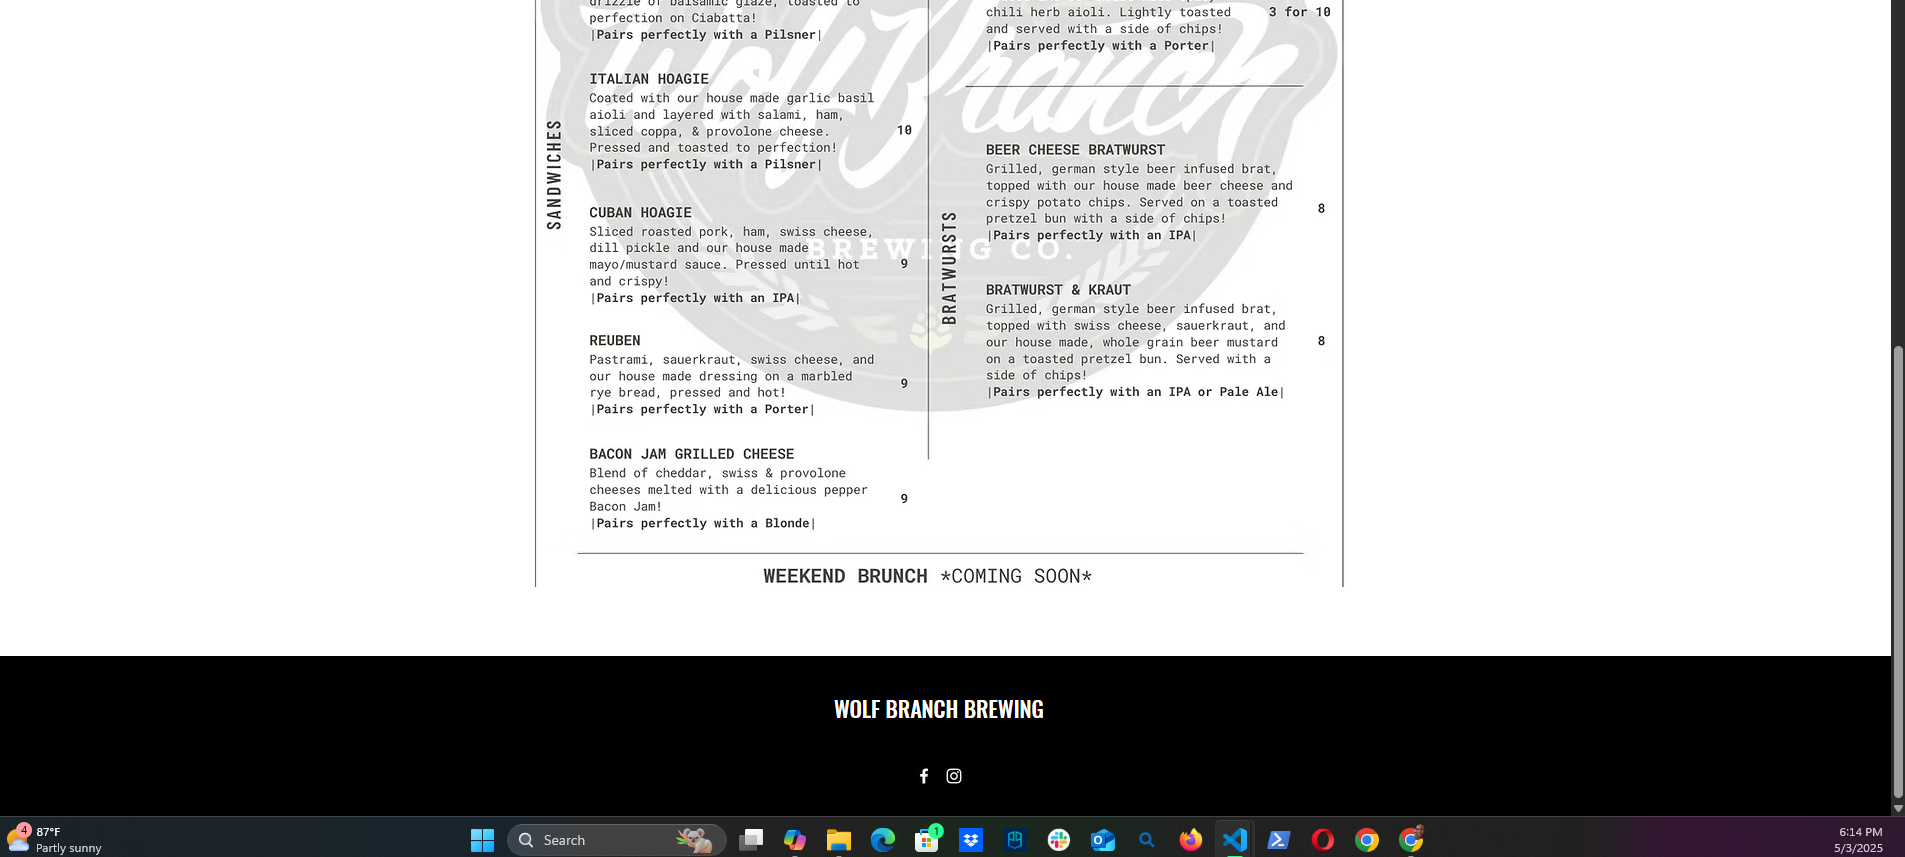 drizzle of balsamic glaze, toasted to
perfection on Ciabatta!
|Pairs perfectly with a Pilsner|
SANDWICHES
ITALIAN HOAGIE
Coated with our house made garlic basil
aioli and layered with salami, ham,
sliced coppa, & provolone cheese.
Pressed and toasted to perfection!
|Pairs perfectly with a Pilsner|
10
CUBAN HOAGIE
Sliced roasted pork, ham, swiss cheese,
dill pickle and our house made
mayo/mustard sauce. Pressed until hot
and crispy!
|Pairs perfectly with an IPA|
9
REUBEN
Pastrami, sauerkraut, swiss cheese, and
our house made dressing on a marbled
rye bread, pressed and hot!
|Pairs perfectly with a Porter|
9
BACON JAM GRILLED CHEESE
Blend of cheddar, swiss & provolone
cheeses melted with a delicious pepper
Bacon Jam!
|Pairs perfectly with a Blonde|
9
chili herb aioli. Lightly toasted
and served with a side of chips!
|Pairs perfectly with a Porter|
3 for 10
BRATWURSTS
BEER CHEESE BRATWURST
Grilled, german style beer infused brat,
topped with our house made beer cheese and
crispy potato chips. Served on a toasted
pretzel bun with a side of chips!
|Pairs perfectly with an IPA|
8
BRATWURST & KRAUT
Grilled, german style beer infused brat,
topped with swiss cheese, sauerkraut, and
our house made, whole grain beer mustard
on a toasted pretzel bun. Served with a
side of chips!
|Pairs perfectly with an IPA or Pale Ale|
8
Wolf Branch
BREWING CO.
WEEKEND BRUNCH *COMING SOON*
WOLF BRANCH BREWING
4
87°F
Partly sunny
Search
1
6:14 PM
5/3/2025